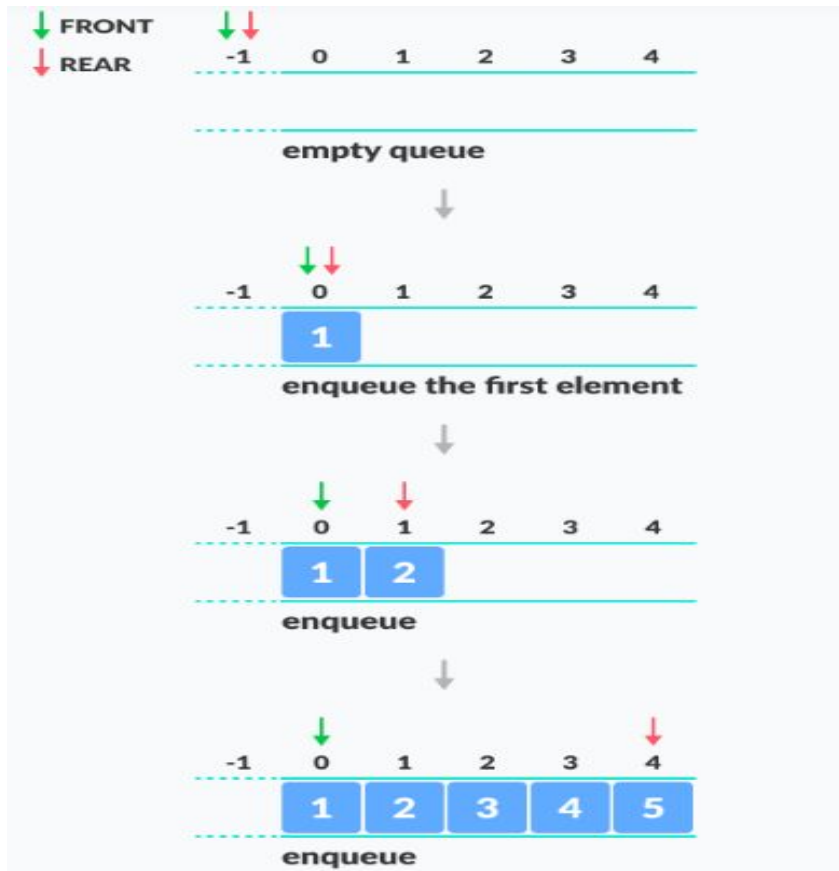 FRONT
REAR
-1 0 1 2 3 4
empty queue
-1 0 1 2 3 4
1
enqueue the first element
-1 0 1 2 3 4
1 2
enqueue
-1 0 1 2 3 4
1 2 3 4 5
enqueue